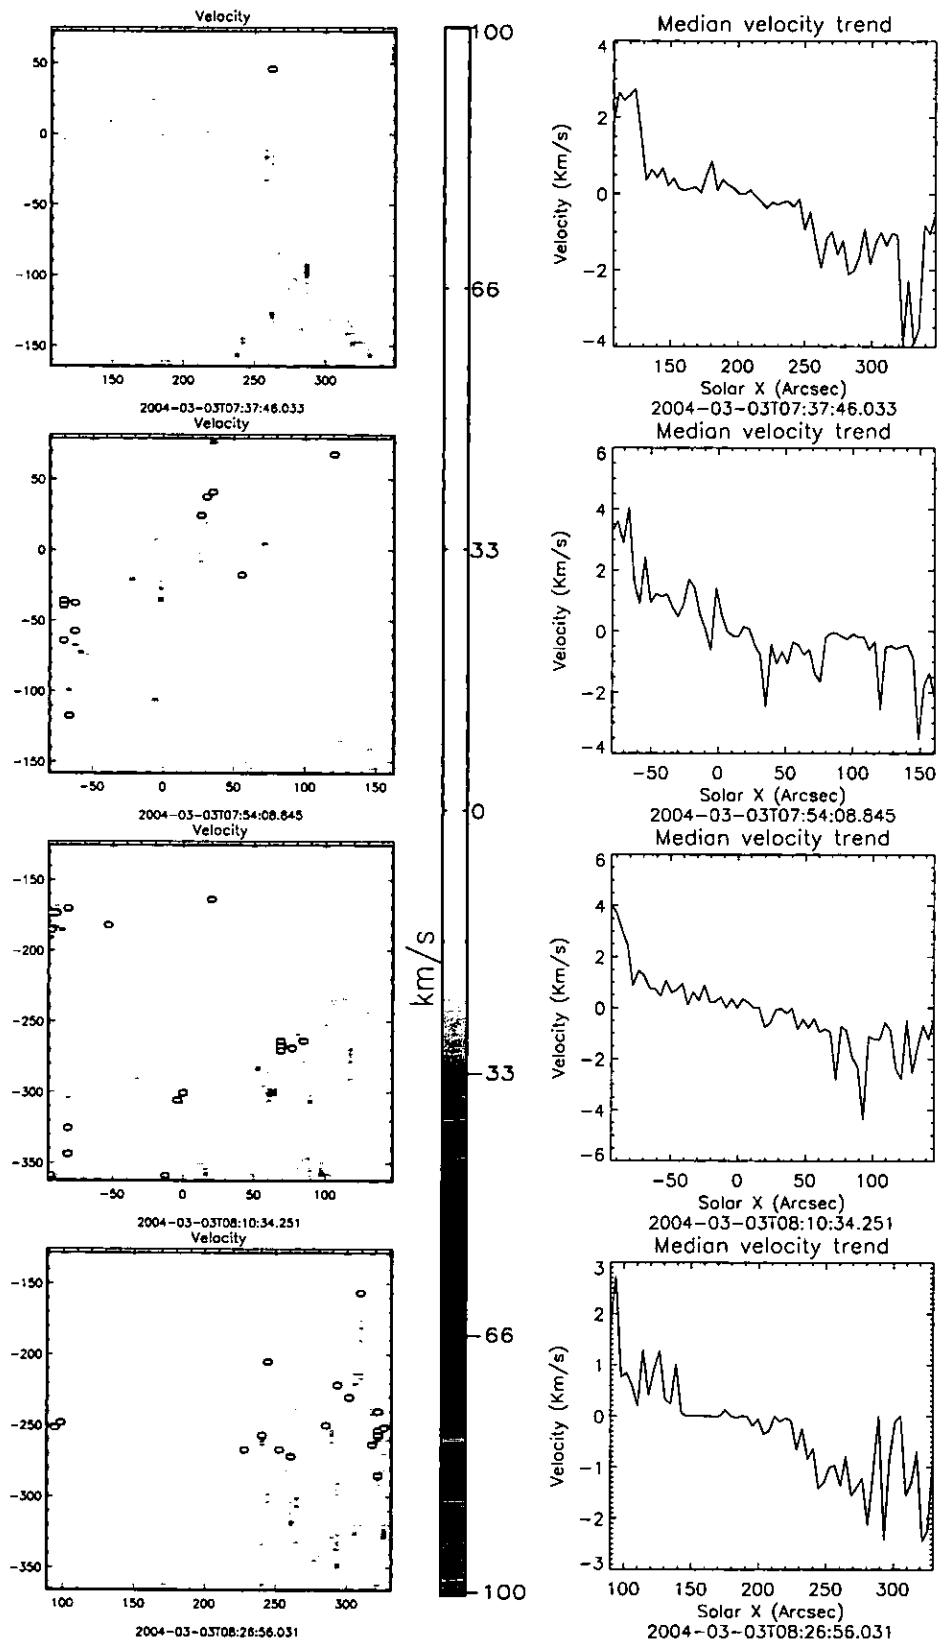 Velocity
50
0
-50
-100
-150
150 200 250 300
2004-03-03T07:37:46.033
Velocity
50
0
-50
-100
-150
-50 0 50 100 150
2004-03-03T07:54:08.845
Velocity
-150
-200
-250
-300
-350
-50 0 50 100
2004-03-03T08:10:34.251
Velocity
-150
-200
-250
-300
-350
100 150 200 250 300
2004-03-03T08:26:56.031
100
66
33
0
-33
-66
-100
km/s
Median velocity trend
4
2
0
-2
-4
Velocity (Km/s)
150 200 250 300
Solar X (Arcsec)
2004-03-03T07:37:46.033
Median velocity trend
6
4
2
0
-2
-4
Velocity (Km/s)
-50 0 50 100 150
Solar X (Arcsec)
2004-03-03T07:54:08.845
Median velocity trend
6
4
2
0
-2
-4
-6
Velocity (Km/s)
-50 0 50 100
Solar X (Arcsec)
2004-03-03T08:10:34.251
Median velocity trend
3
2
1
0
-1
-2
-3
Velocity (Km/s)
100 150 200 250 300
Solar X (Arcsec)
2004-03-03T08:26:56.031